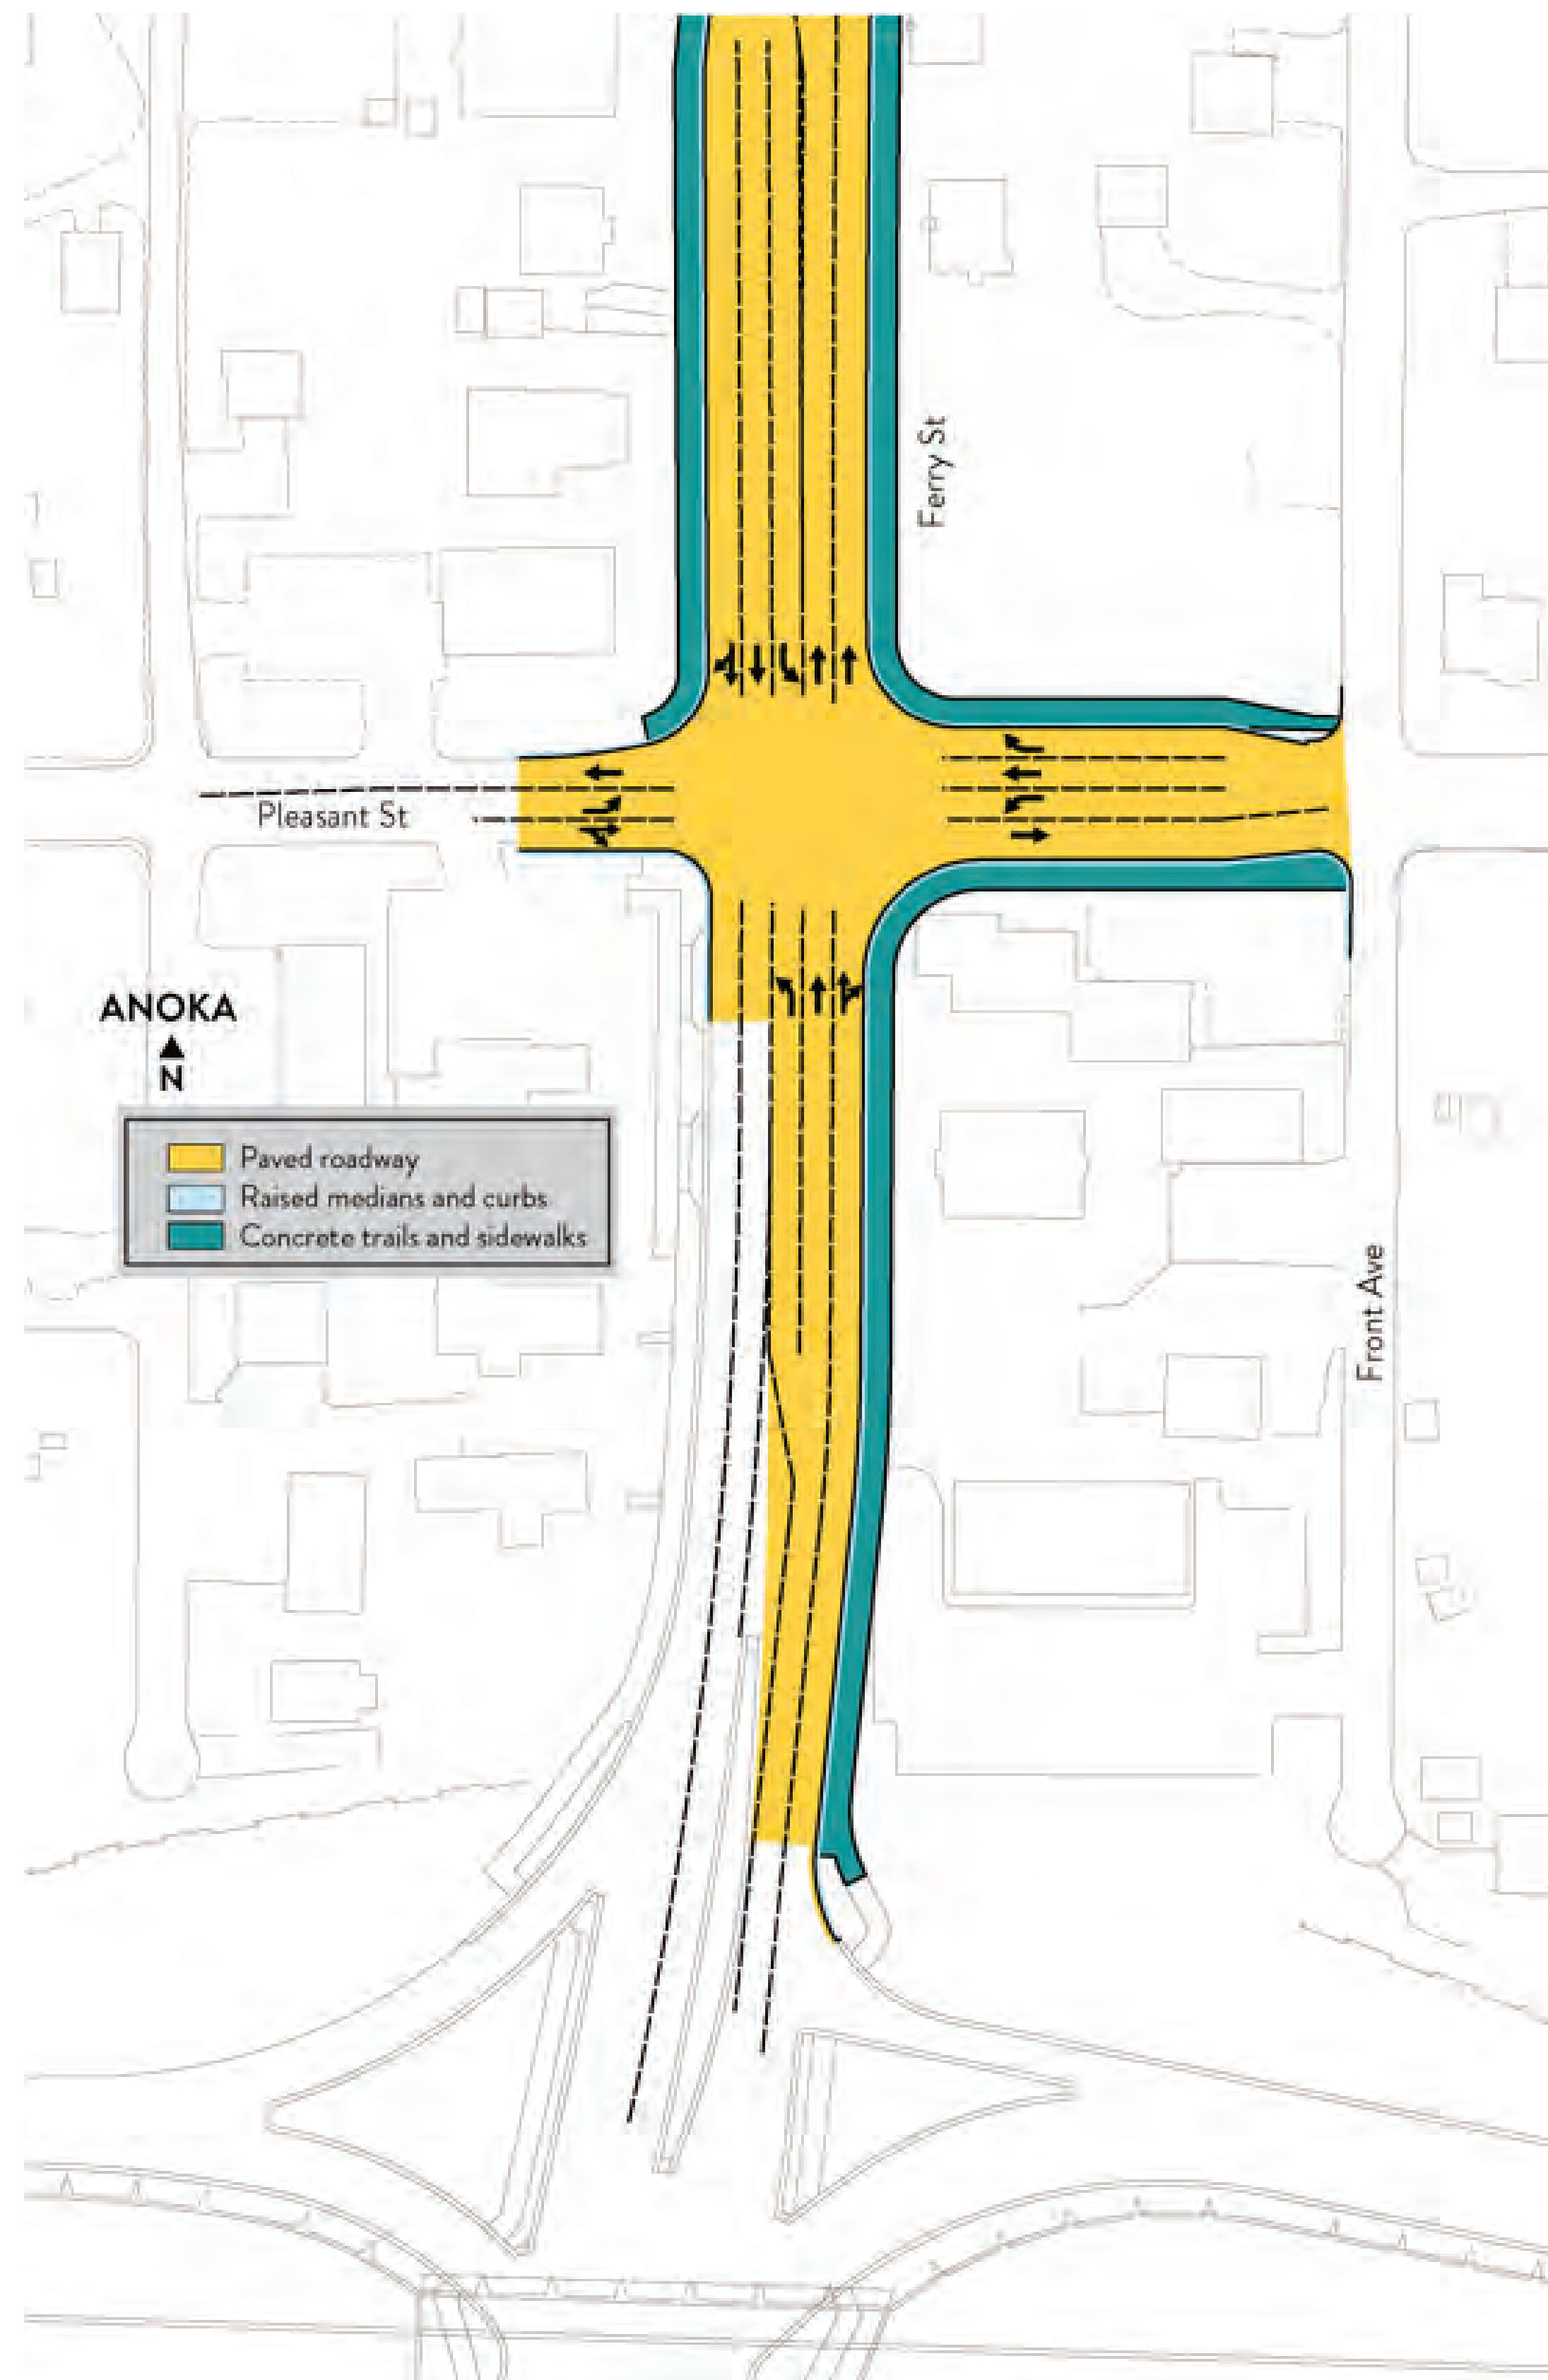 Ferry St
Pleasant St
ANOKA
N
Paved roadway
Raised medians and curbs
Concrete trails and sidewalks
Front Ave